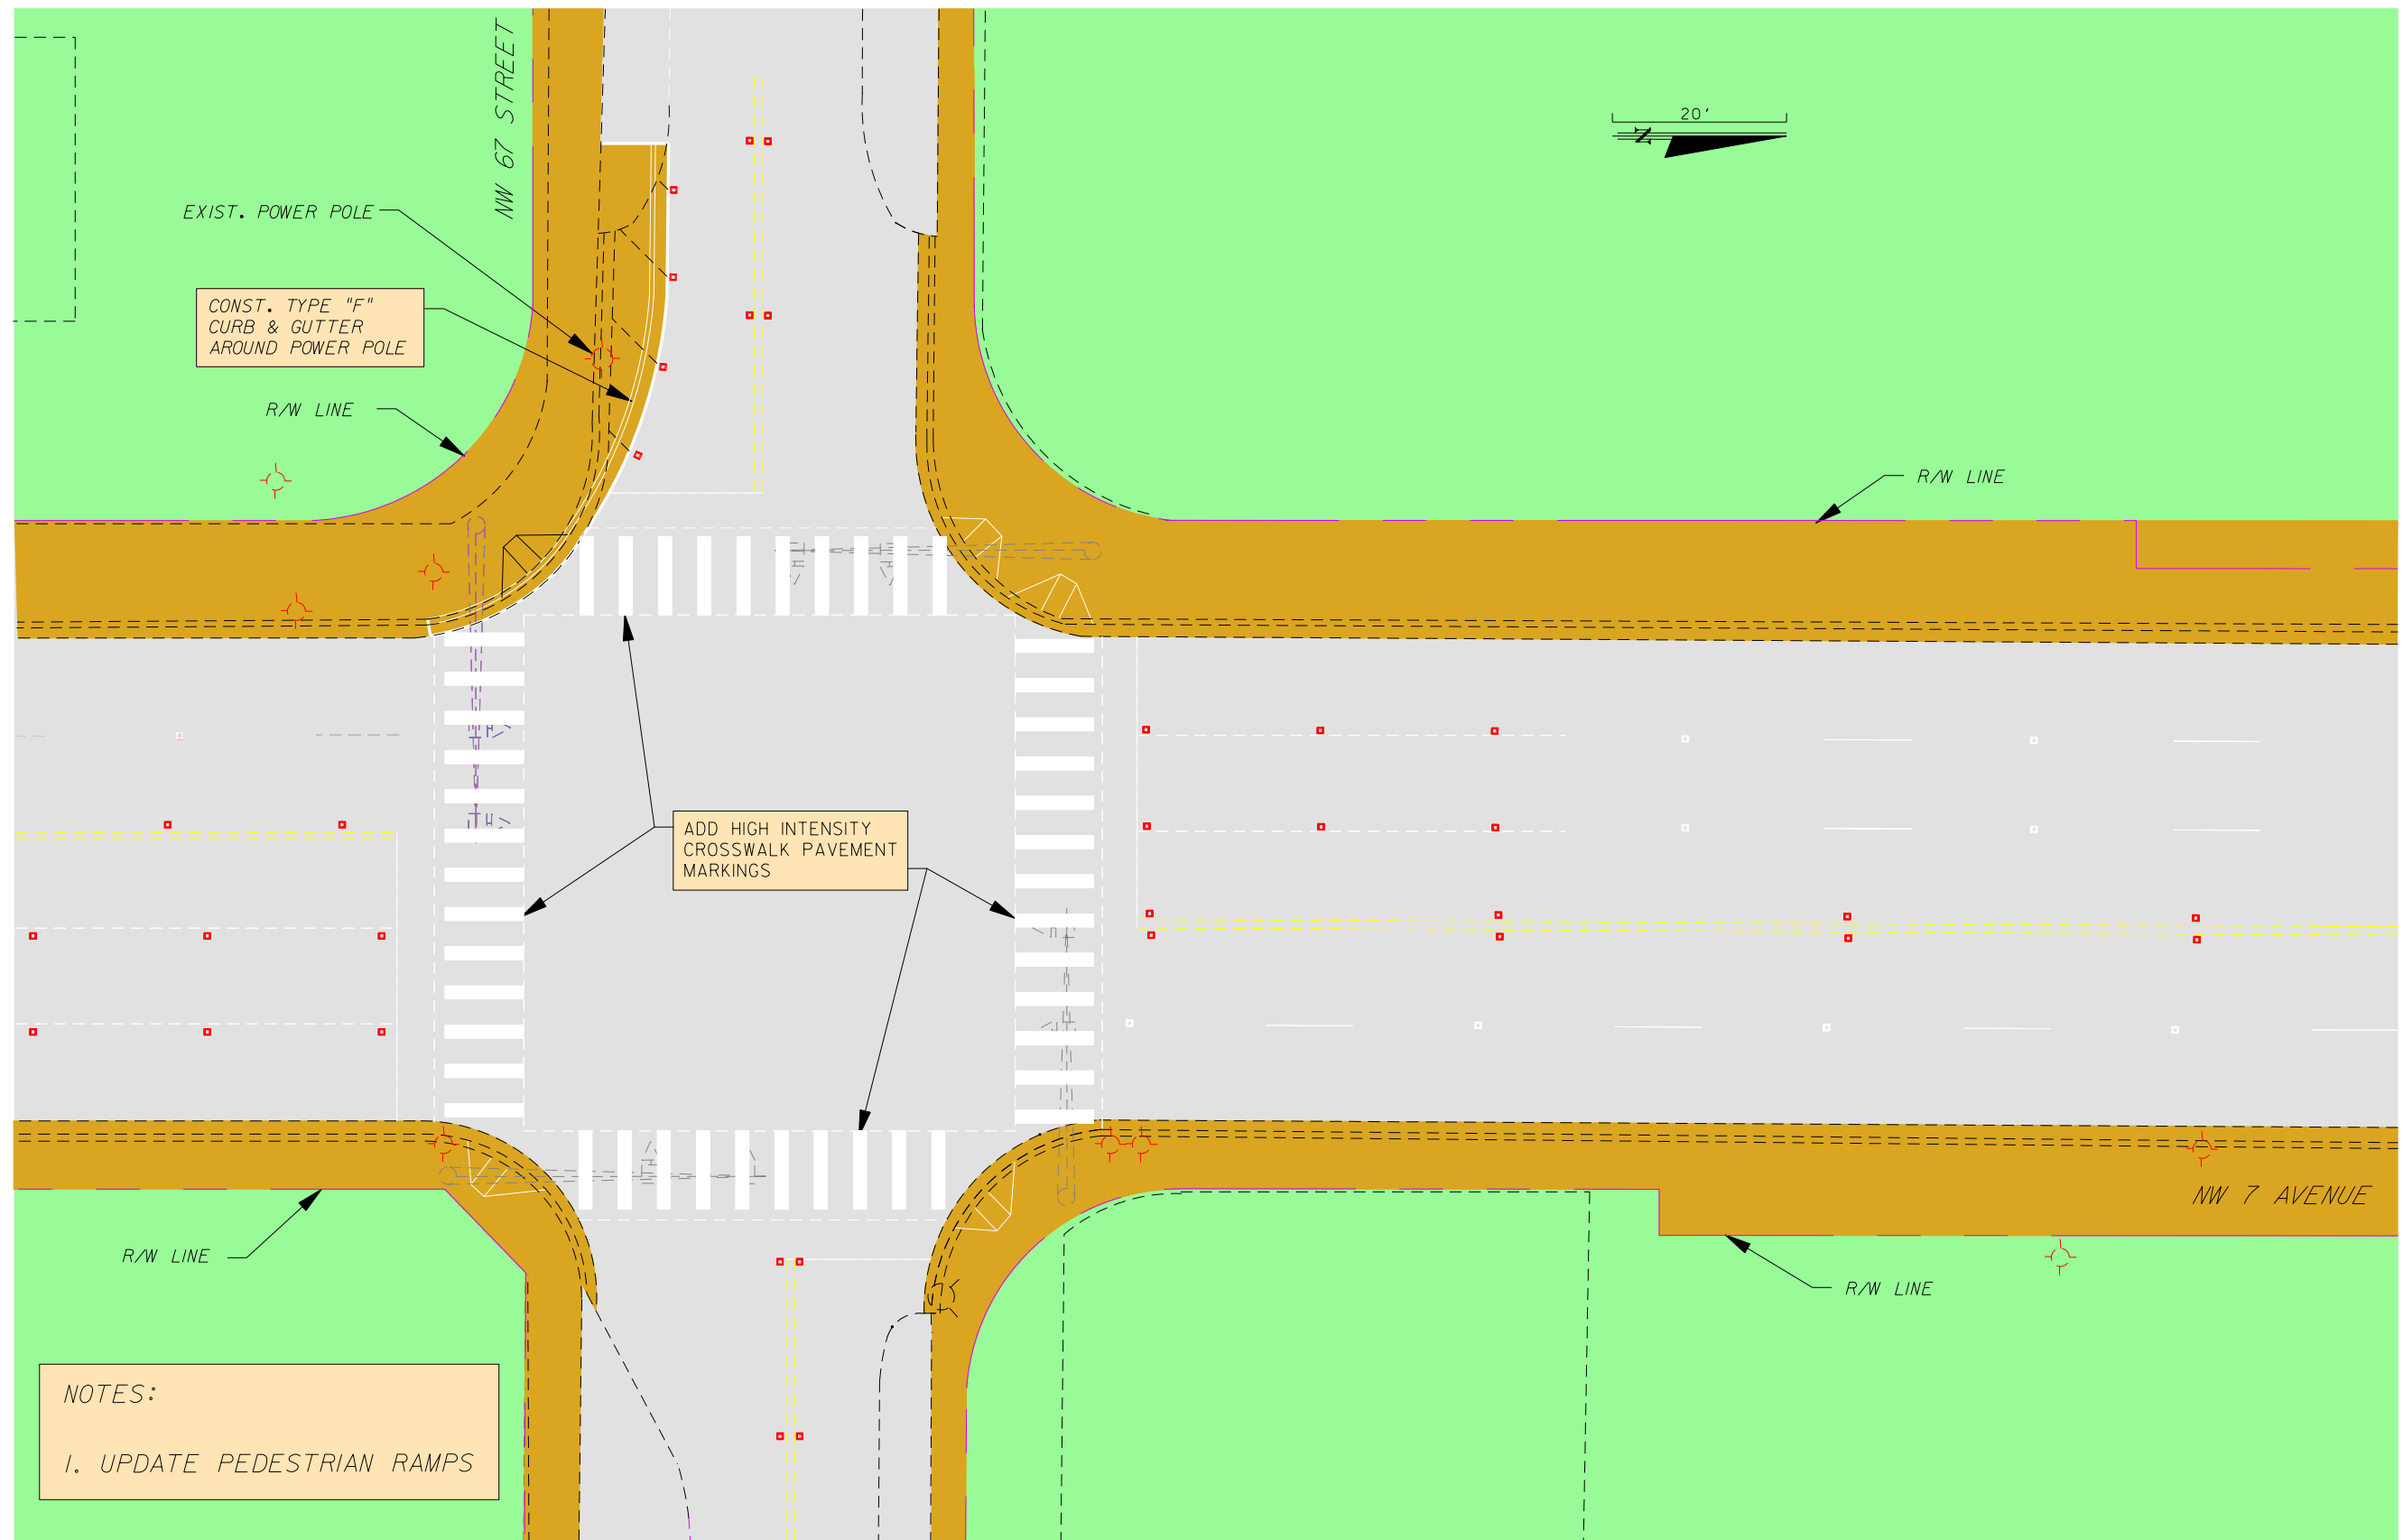 NW 67 STREET
20'
N
EXIST. POWER POLE
CONST. TYPE "F"
CURB & GUTTER
AROUND POWER POLE
R/W LINE
R/W LINE
ADD HIGH INTENSITY
CROSSWALK PAVEMENT
MARKINGS
NW 7 AVENUE
R/W LINE
R/W LINE
NOTES:
1. UPDATE PEDESTRIAN RAMPS